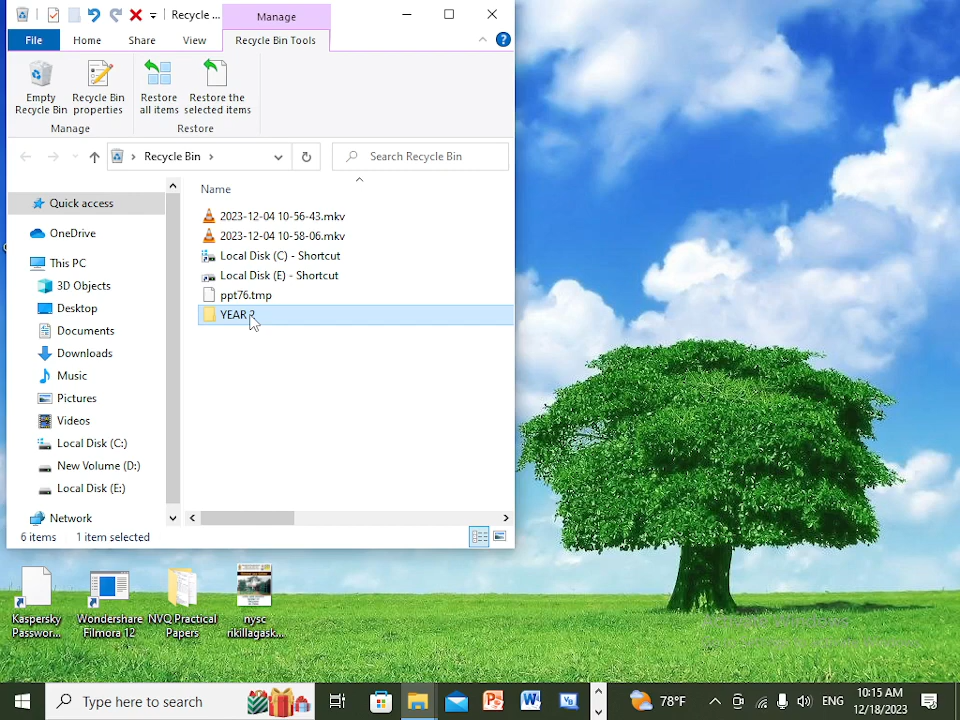 Recycle ...
Manage
File
Home
Share
View
Recycle Bin Tools
Empty
Recycle Bin
Recycle Bin
properties
Restore
all items
Restore the
selected items
Manage
Restore
Recycle Bin
Search Recycle Bin
Name
Quick access
OneDrive
This PC
3D Objects
Desktop
Documents
Downloads
Music
Pictures
Videos
Local Disk (C:)
New Volume (D:)
Local Disk (E:)
Network
2023-12-04 10-56-43.mkv
2023-12-04 10-58-06.mkv
Local Disk (C) - Shortcut
Local Disk (E) - Shortcut
ppt76.tmp
YEAR
6 items
1 item selected
Kaspersky
Passwor...
Wondershare
Filmora 12
NVQ Practical
Papers
nysc
rikillagask...
Type here to search
78°F
ENG
10:15 AM
12/18/2023